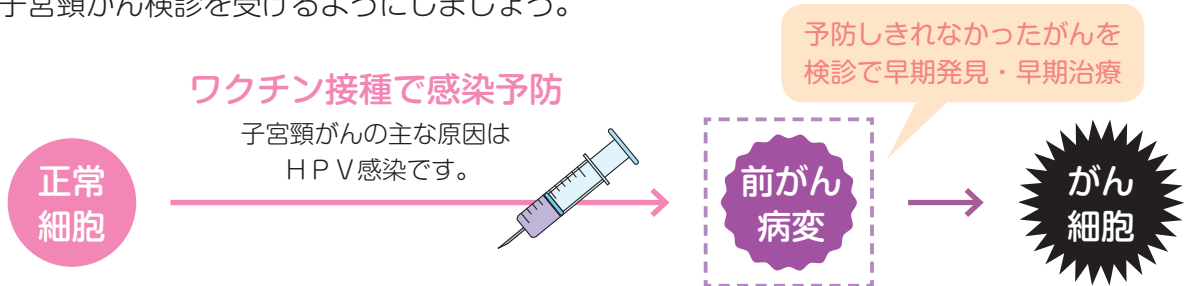 子宮頸がん検診を受けるようにしましょう。
予防しきれなかったがんを
検診で早期発見・早期治療
ワクチン接種で感染予防
子宮頸がんの主な原因は
ＨＰＶ感染です。
正常
細胞
前がん
病変
がん
細胞